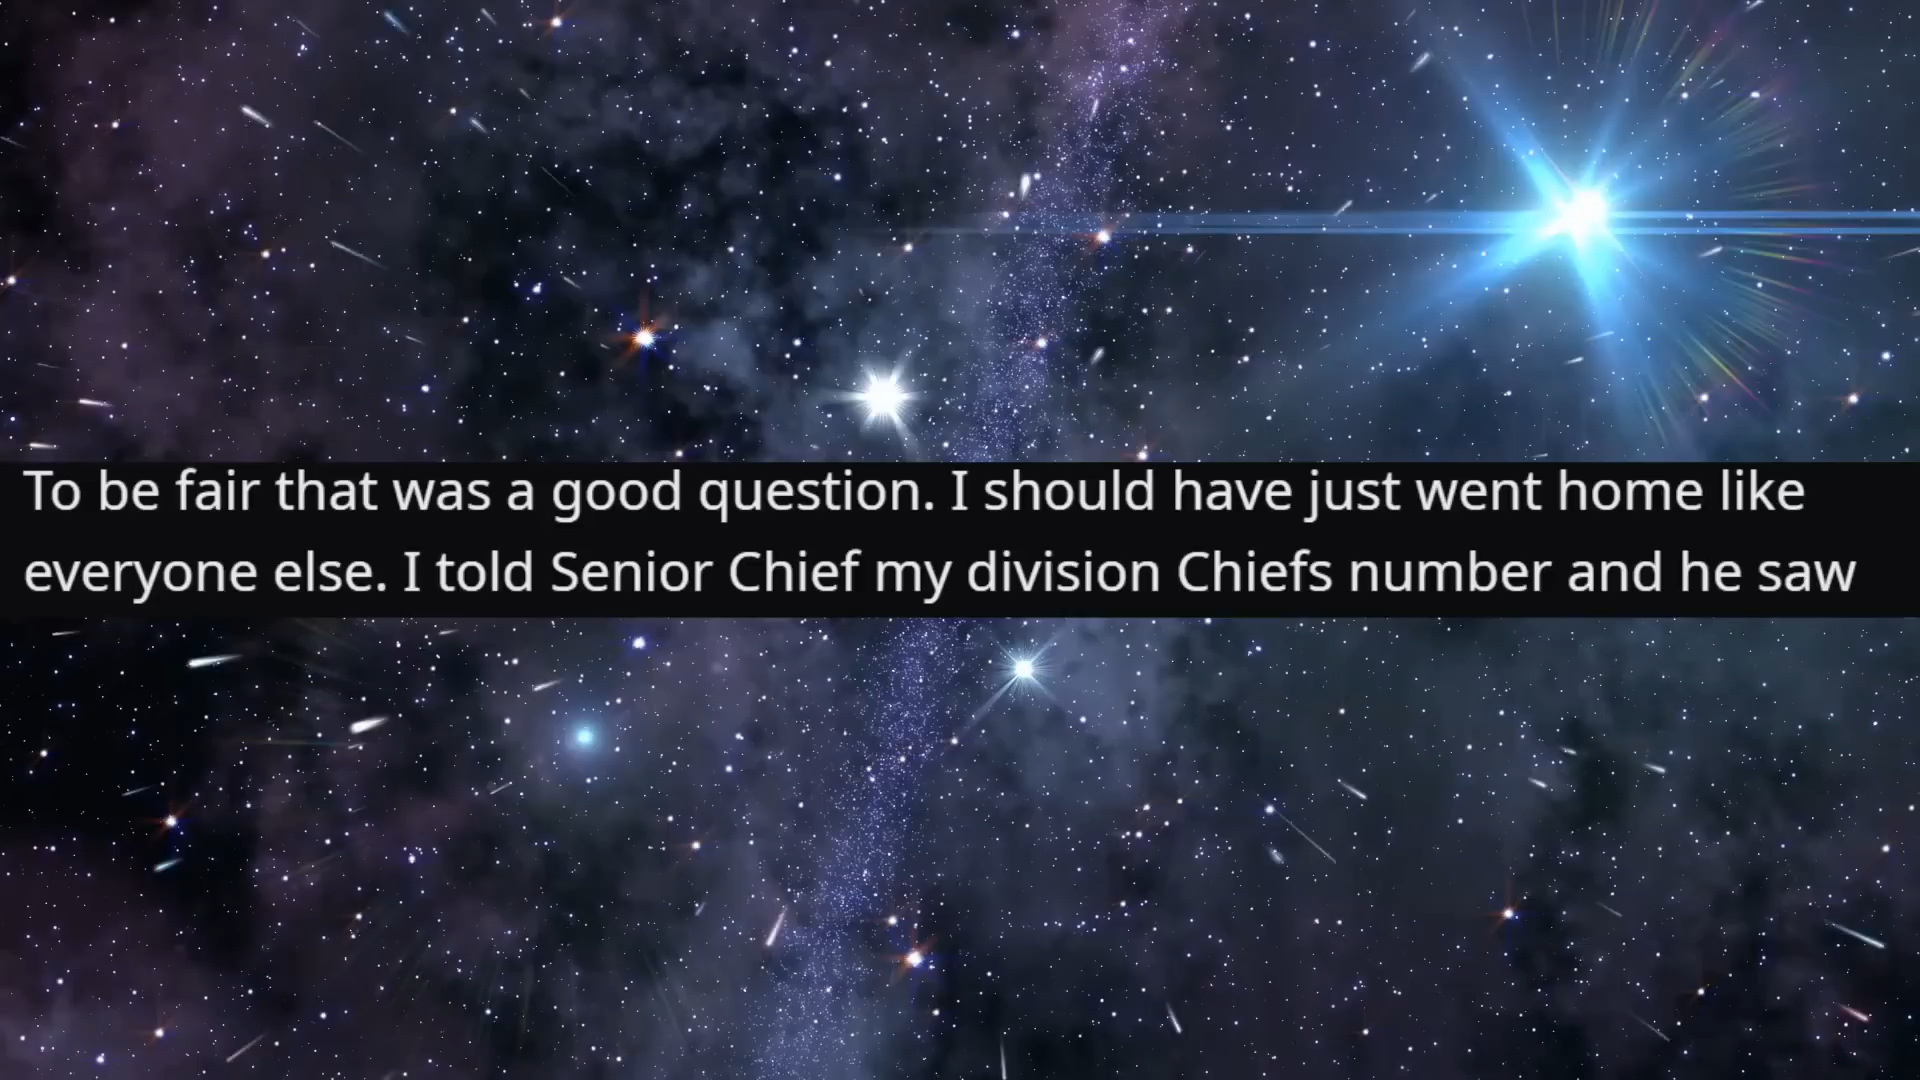 To be fair that was a good question. I should have just went home like
everyone else. I told Senior Chief my division Chiefs number and he saw